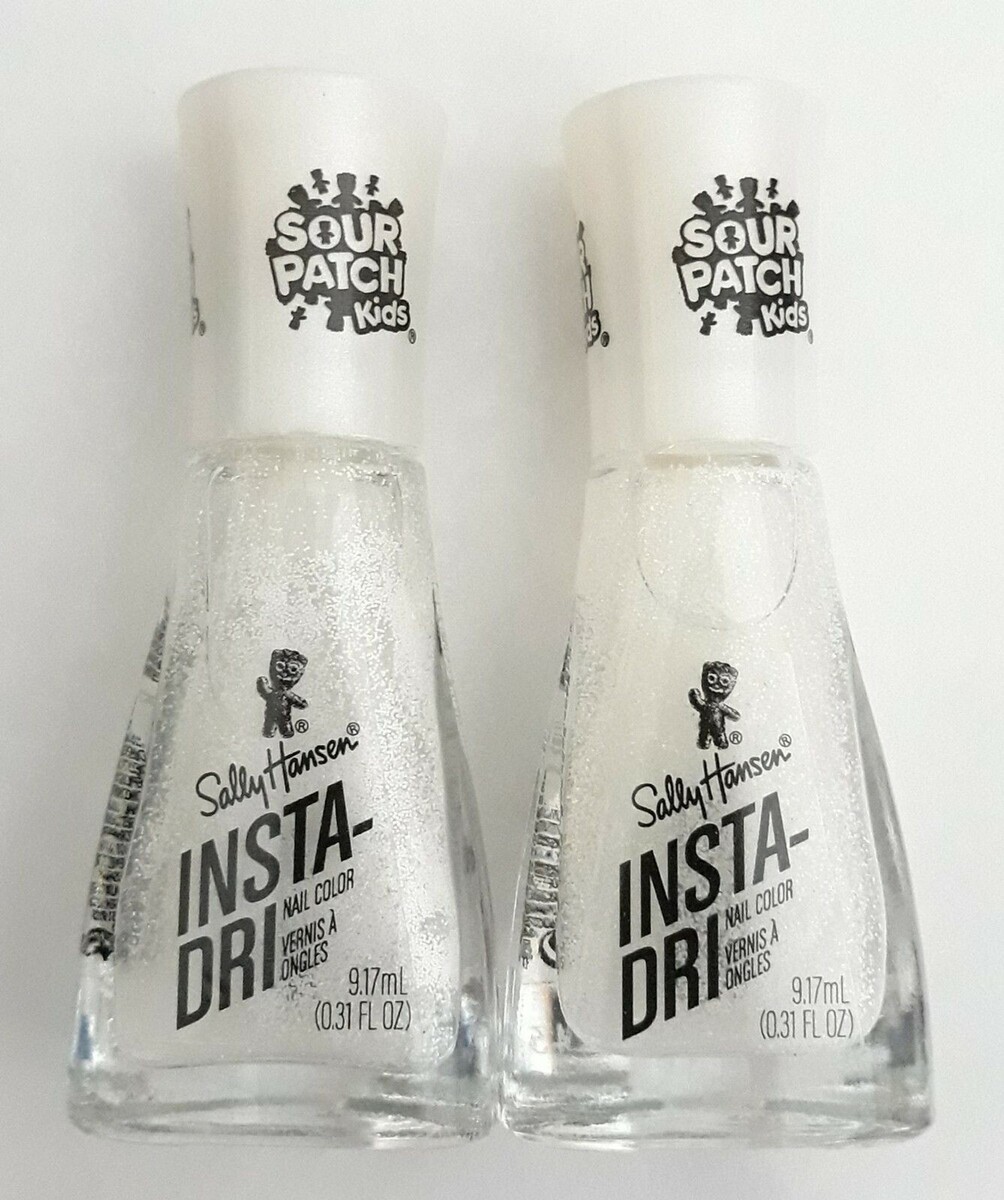 SOUR
PATCH
Kids®
®
Sally Hansen®
INSTA-
DRI
NAIL COLOR
VERNIS À
ONGLES
9.17mL
(0.31 FL OZ)
SOUR
PATCH
Kids®
®
Sally Hansen®
INSTA-
DRI
NAIL COLOR
VERNIS À
ONGLES
9.17mL
(0.31 FL OZ)